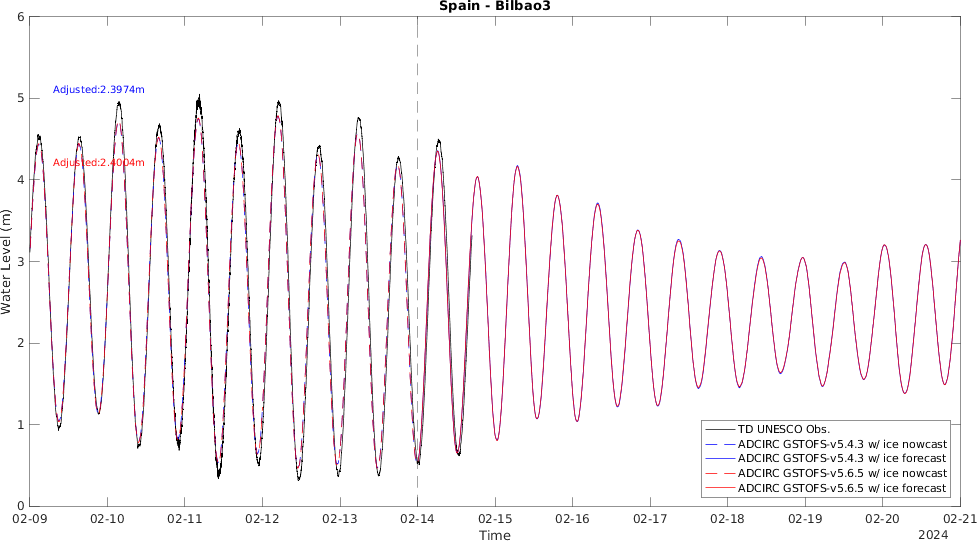 Spain - Bilbao3
6
5
4
3
2
1
0
Water Level (m)
Adjusted:2.3974m
Adjusted:2.4004m
TD UNESCO Obs.
ADCIRC GSTOFS-v5.4.3 w/ ice nowcast
ADCIRC GSTOFS-v5.4.3 w/ ice forecast
ADCIRC GSTOFS-v5.6.5 w/ ice nowcast
ADCIRC GSTOFS-v5.6.5 w/ ice forecast
02-09 02-10 02-11 02-12 02-13 02-14 02-15 02-16 02-17 02-18 02-19 02-20 02-21
Time
2024